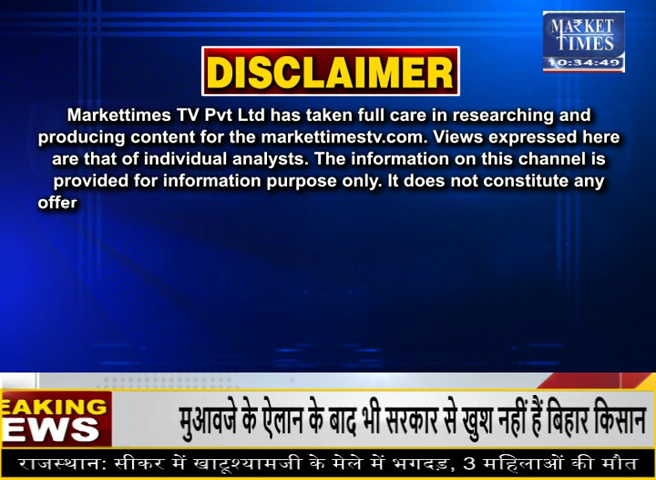 MARKET
TIMES
10:34:49
DISCLAIMER
Markettimes TV Pvt Ltd has taken full care in researching and
producing content for the markettimestv.com. Views expressed here
are that of individual analysts. The information on this channel is
provided for information purpose only. It does not constitute any
offer
EAKING
EWS
मुआवजे के ऐलान के बाद भी सरकार से खुश नहीं हैं बिहार किसान
राजस्थान: सीकर में खाटूश्यामजी के मेले में भगदड़, 3 महिलाओं की मौत